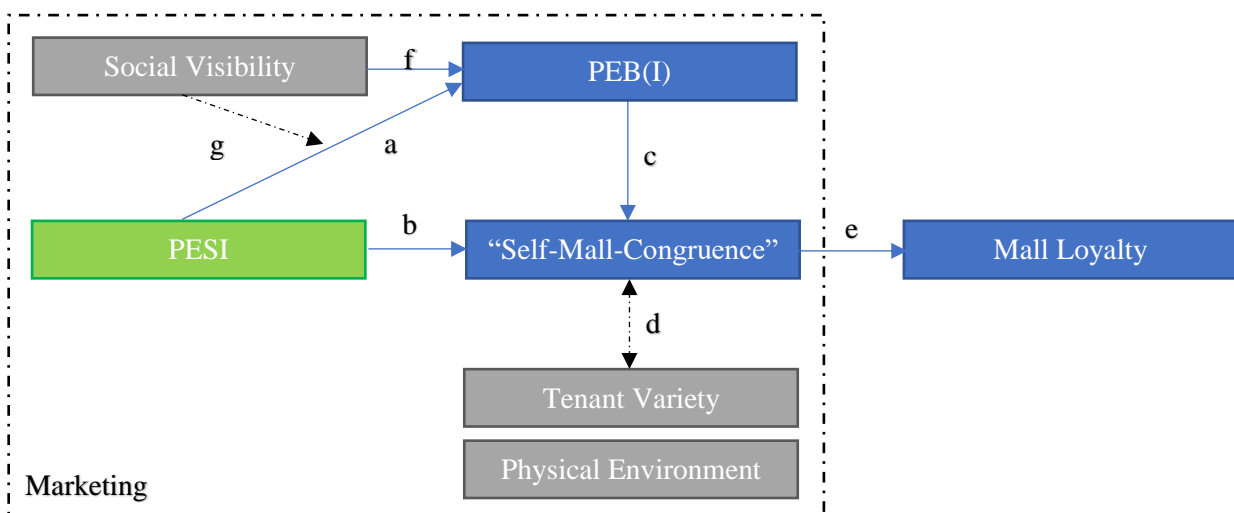 Social Visibility
f
PEB(I)
g
a
c
PESI
b
“Self-Mall-Congruence”
e
Mall Loyalty
d
Tenant Variety
Physical Environment
Marketing